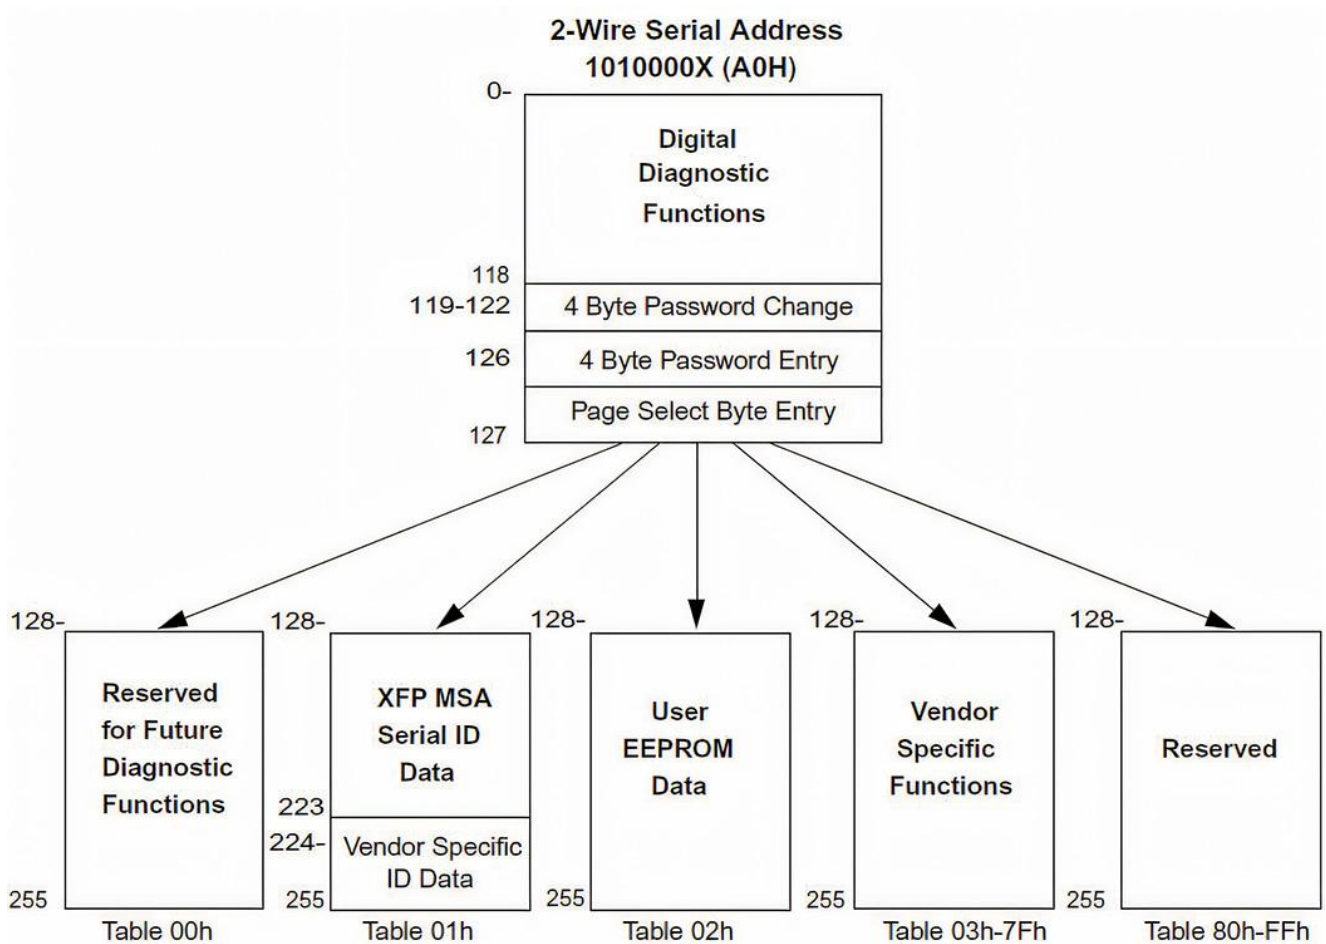 2-Wire Serial Address
1010000X (A0H)
0-
Digital
Diagnostic
Functions
118
119-122
4 Byte Password Change
126
4 Byte Password Entry
Page Select Byte Entry
127
128-
Reserved
for Future
Diagnostic
Functions
255
Table 00h
128-
XFP MSA
Serial ID
Data
223
224-
Vendor Specific
ID Data
255
Table 01h
128-
User
EEPROM
Data
255
Table 02h
128-
Vendor
Specific
Functions
255
Table 03h-7Fh
128-
Reserved
255
Table 80h-FFh